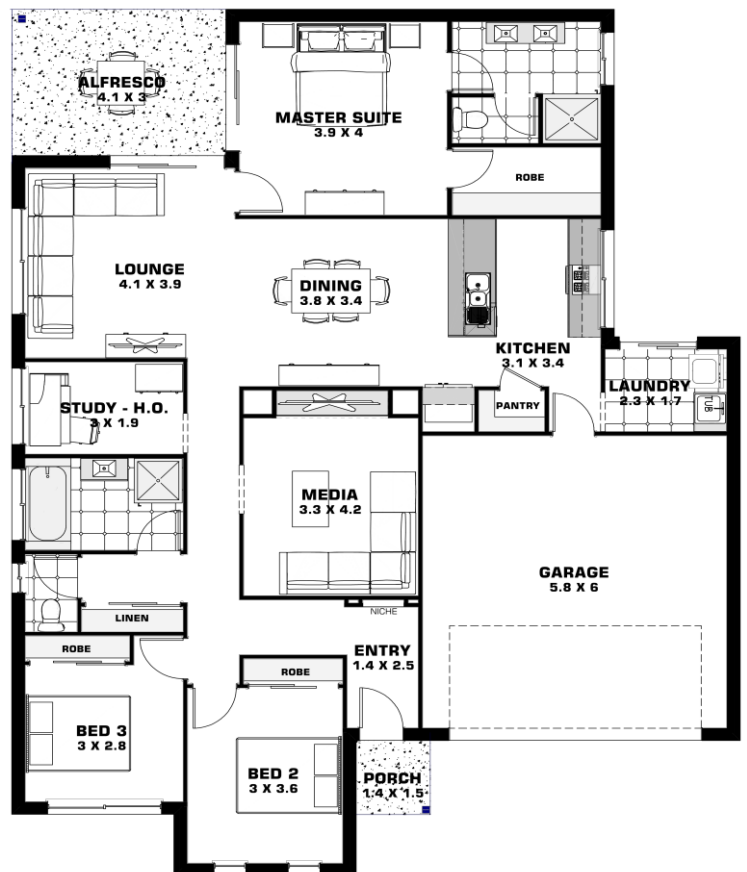 ALFRESCO
4.1 X 3
MASTER SUITE
3.9 X 4
ROBE
LOUNGE
4.1 X 3.9
DINING
3.8 X 3.4
KITCHEN
3.1 X 3.4
LAUNDRY
2.3 X 1.7
TUB
PANTRY
STUDY - H.O.
3 X 1.9
MEDIA
3.3 X 4.2
GARAGE
5.8 X 6
LINEN
NICHE
ROBE
ENTRY
1.4 X 2.5
ROBE
BED 3
3 X 2.8
BED 2
3 X 3.6
PORCH
1.4 X 1.5